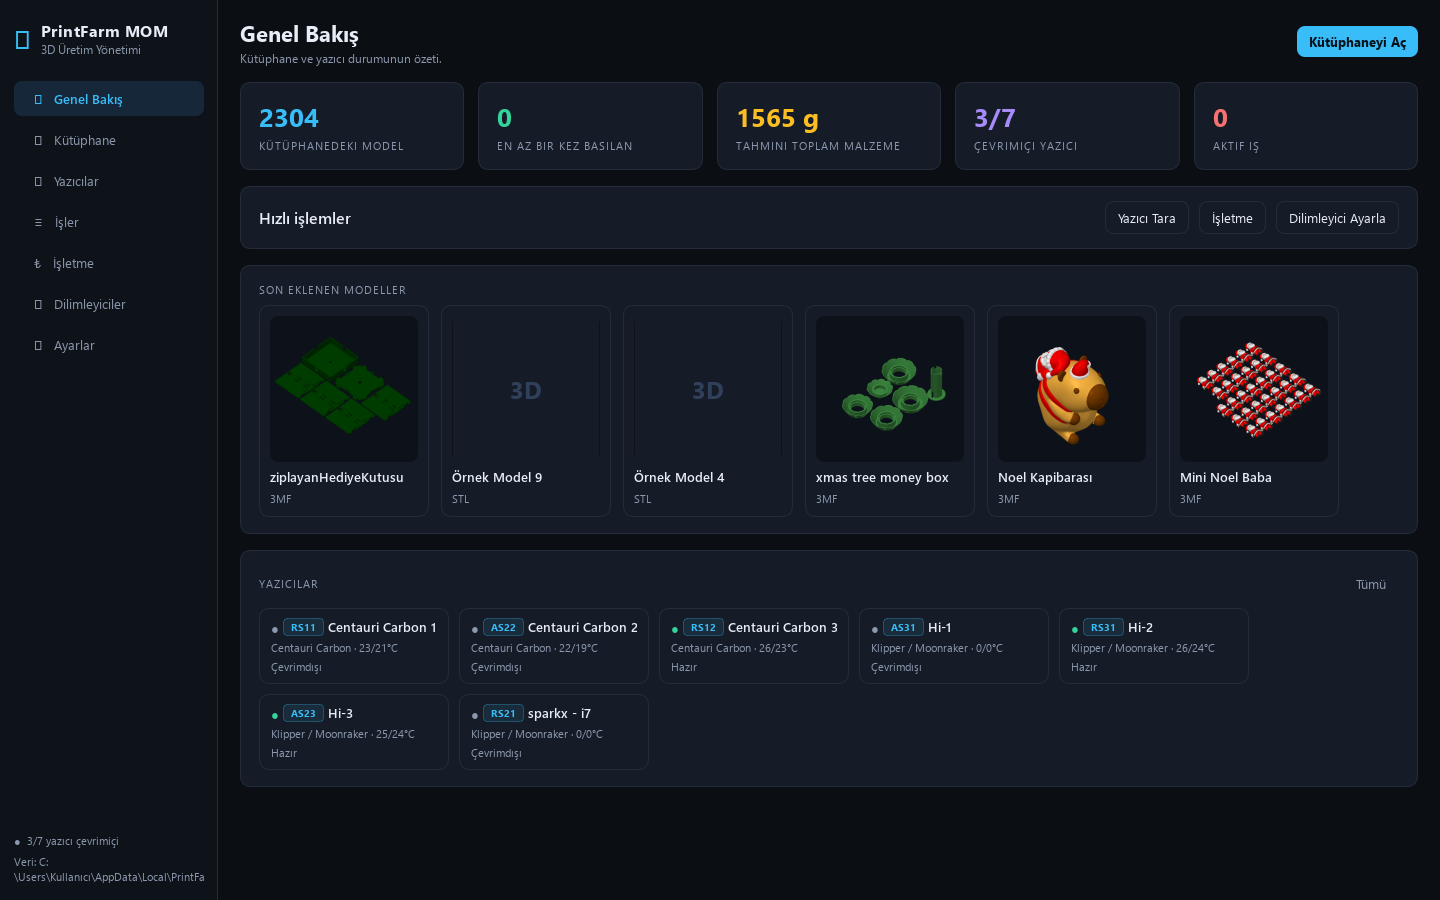 PrintFarm MOM
3D Üretim Yönetimi
Genel Bakış
Kütüphane
Yazıcılar
İşler
₺ İşletme
Dilimleyiciler
Ayarlar
● 3/7 yazıcı çevrimiçi
Veri: C:
\Users\Kullanıcı\AppData\Local\PrintFa
Genel Bakış
Kütüphane ve yazıcı durumunun özeti.
Kütüphaneyi Aç
2304
KÜTÜPHANEDEKİ MODEL
0
EN AZ BIR KEZ BASILAN
1565 g
TAHMINI TOPLAM MALZEME
3/7
ÇEVRIMIÇI YAZICI
0
AKTIF IŞ
Hızlı işlemler
Yazıcı Tara
İşletme
Dilimleyici Ayarla
SON EKLENEN MODELLER
ziplayanHediyeKutusu
3MF
3D
Örnek Model 9
STL
3D
Örnek Model 4
STL
xmas tree money box
3MF
Noel Kapibarası
3MF
Mini Noel Baba
3MF
YAZICILAR
Tümü
● RS11 Centauri Carbon 1
Centauri Carbon · 23/21°C
Çevrimdışı
● AS22 Centauri Carbon 2
Centauri Carbon · 22/19°C
Çevrimdışı
● RS12 Centauri Carbon 3
Centauri Carbon · 26/23°C
Hazır
● AS31 Hi-1
Klipper / Moonraker · 0/0°C
Çevrimdışı
● RS31 Hi-2
Klipper / Moonraker · 26/24°C
Hazır
● AS23 Hi-3
Klipper / Moonraker · 25/24°C
Hazır
● RS21 sparkx - i7
Klipper / Moonraker · 0/0°C
Çevrimdışı